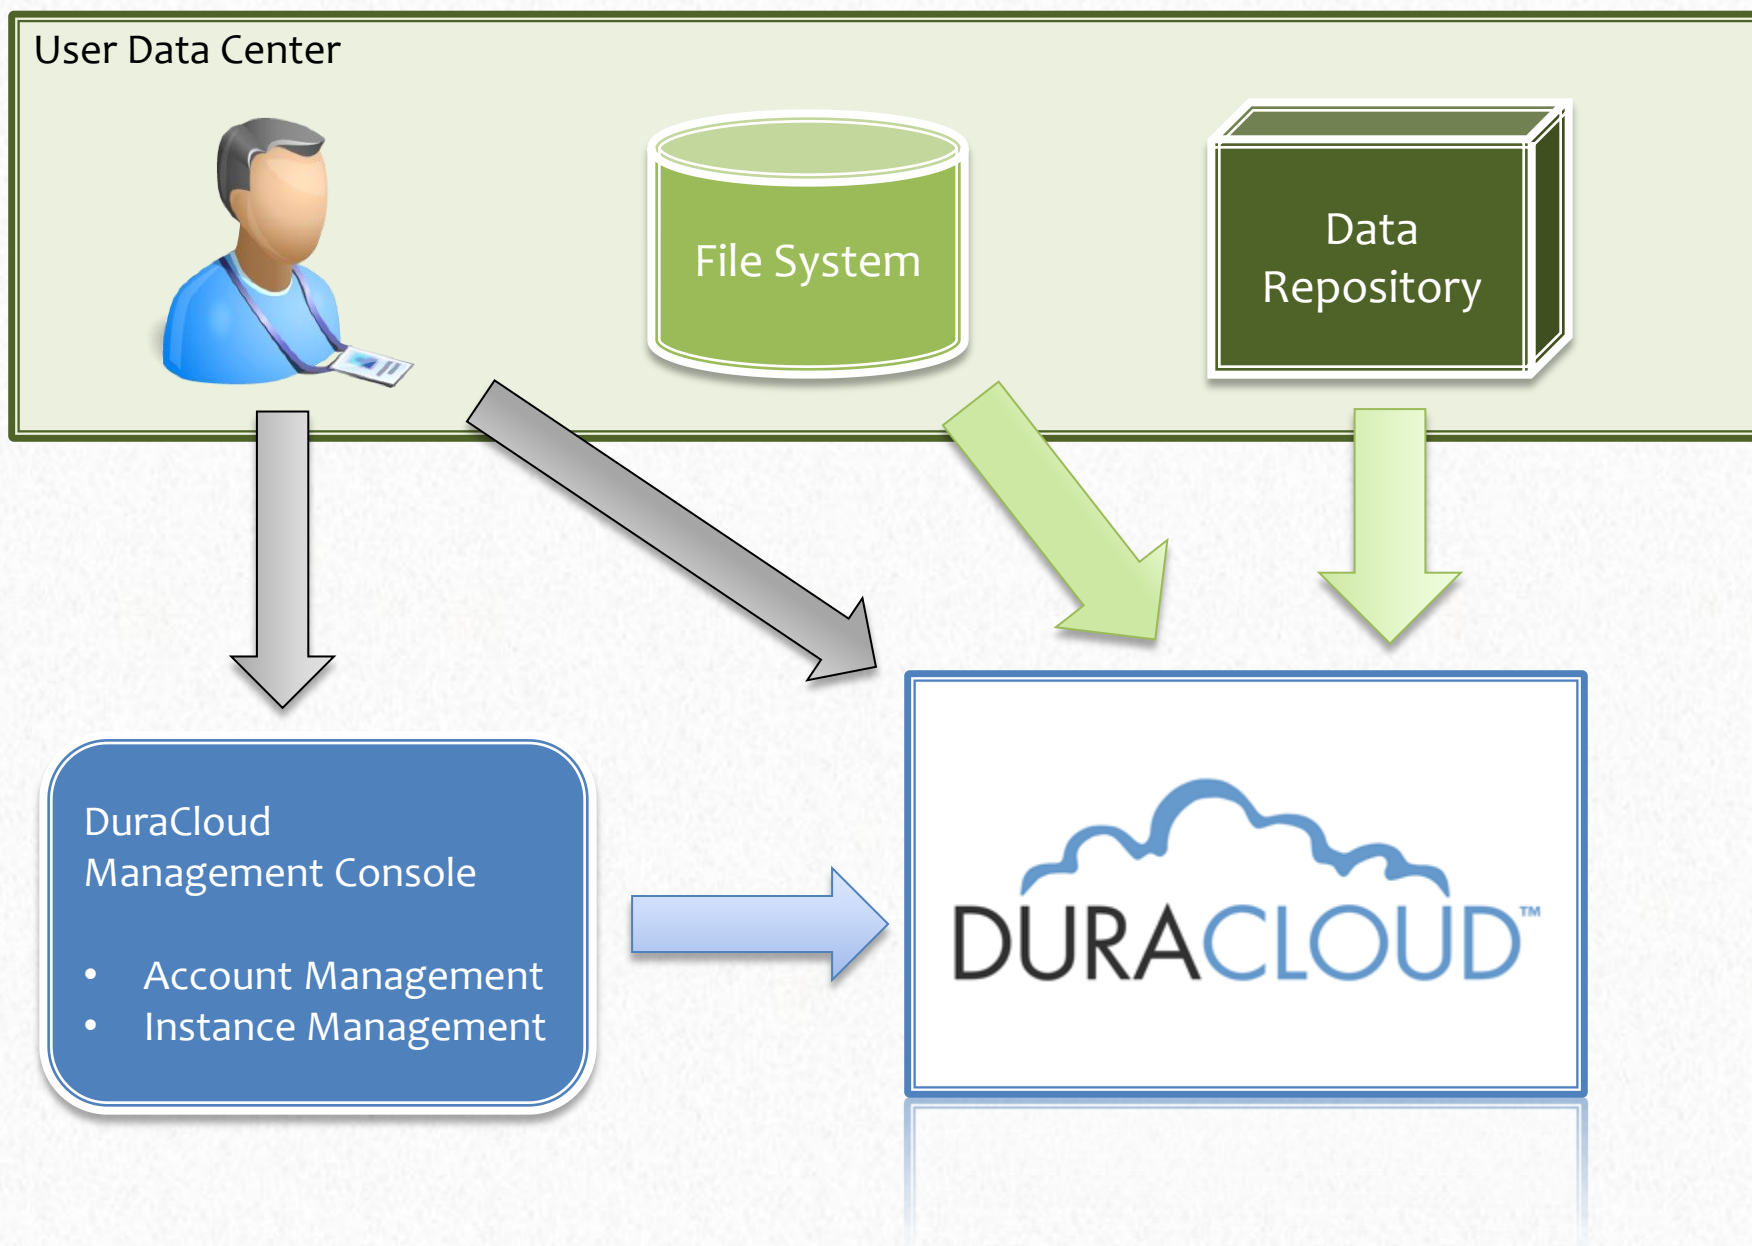 User Data Center
File System
Data
Repository
DuraCloud
Management Console
• Account Management
• Instance Management
DURACLOUD™